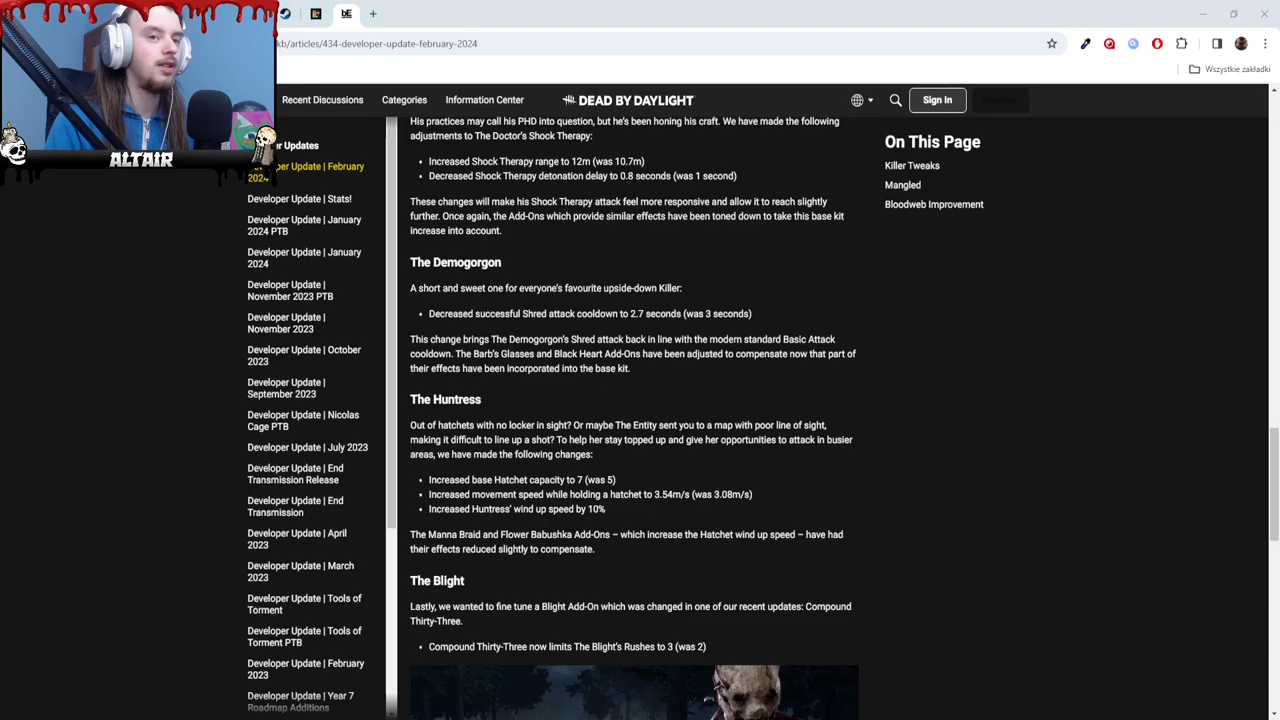 kb/articles/434-developer-update-february-2024
Wszystkie zakładki
Recent Discussions
Categories
Information Center
DEAD BY DAYLIGHT
Sign In
Register
ALTAIR
er Updates
er Update | February
2024
Developer Update | Stats!
Developer Update | January
2024 PTB
Developer Update | January
2024
Developer Update |
November 2023 PTB
Developer Update |
November 2023
Developer Update | October
2023
Developer Update |
September 2023
Developer Update | Nicolas
Cage PTB
Developer Update | July 2023
Developer Update | End
Transmission Release
Developer Update | End
Transmission
Developer Update | April
2023
Developer Update | March
2023
Developer Update | Tools of
Torment
Developer Update | Tools of
Torment PTB
Developer Update | February
2023
Developer Update | Year 7
Roadmap Additions
His practices may call his PHD into question, but he's been honing his craft. We have made the following
adjustments to The Doctor's Shock Therapy:
• Increased Shock Therapy range to 12m (was 10.7m)
• Decreased Shock Therapy detonation delay to 0.8 seconds (was 1 second)
These changes will make his Shock Therapy attack feel more responsive and allow it to reach slightly
further. Once again, the Add-Ons which provide similar effects have been toned down to take this base kit
increase into account.
The Demogorgon
A short and sweet one for everyone's favourite upside-down Killer:
• Decreased successful Shred attack cooldown to 2.7 seconds (was 3 seconds)
This change brings The Demogorgon's Shred attack back in line with the modern standard Basic Attack
cooldown. The Barb's Glasses and Black Heart Add-Ons have been adjusted to compensate now that part of
their effects have been incorporated into the base kit.
The Huntress
Out of hatchets with no locker in sight? Or maybe The Entity sent you to a map with poor line of sight,
making it difficult to line up a shot? To help her stay topped up and give her opportunities to attack in busier
areas, we have made the following changes:
• Increased base Hatchet capacity to 7 (was 5)
• Increased movement speed while holding a hatchet to 3.54m/s (was 3.08m/s)
• Increased Huntress' wind up speed by 10%
The Manna Braid and Flower Babushka Add-Ons – which increase the Hatchet wind up speed – have had
their effects reduced slightly to compensate.
The Blight
Lastly, we wanted to fine tune a Blight Add-On which was changed in one of our recent updates: Compound
Thirty-Three.
• Compound Thirty-Three now limits The Blight's Rushes to 3 (was 2)
On This Page
Killer Tweaks
Mangled
Bloodweb Improvement